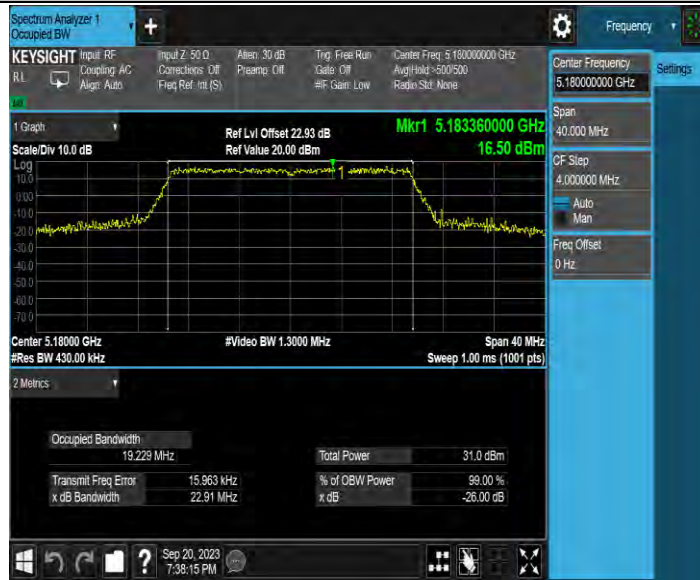 Spectrum Analyzer 1
Occupied BW
+
Frequency
KEYSIGHT Input: RF Input Z: 50 Ω Atten: 30 dB Trig: Free Run Center Freq: 5.180000000 GHz
RL Coupling: AC Corrections: Off Preamp: Off Gate: Off Avg|Hold:>500/500
Align: Auto Freq Ref: Int (S) #IF Gain: Low Radio Std: None
Center Frequency
5.180000000 GHz
Settings
Span
40.000 MHz
CF Step
4.000000 MHz
Auto
Man
Freq Offset
0 Hz
1 Graph
Ref Lvl Offset 22.93 dB
Mkr1 5.183360000 GHz
Scale/Div 10.0 dB
Ref Value 20.00 dBm
16.50 dBm
Log
10.0
1
0.00
-10.0
-20.0
-30.0
-40.0
-50.0
-60.0
-70.0
Center 5.18000 GHz
#Video BW 1.3000 MHz
Span 40 MHz
#Res BW 430.00 kHz
Sweep 1.00 ms (1001 pts)
2 Metrics
Occupied Bandwidth
19.229 MHz
Total Power 31.0 dBm
Transmit Freq Error 15.963 kHz
% of OBW Power 99.00 %
x dB Bandwidth 22.91 MHz
x dB -26.00 dB
?
Sep 20, 2023
7:38:15 PM